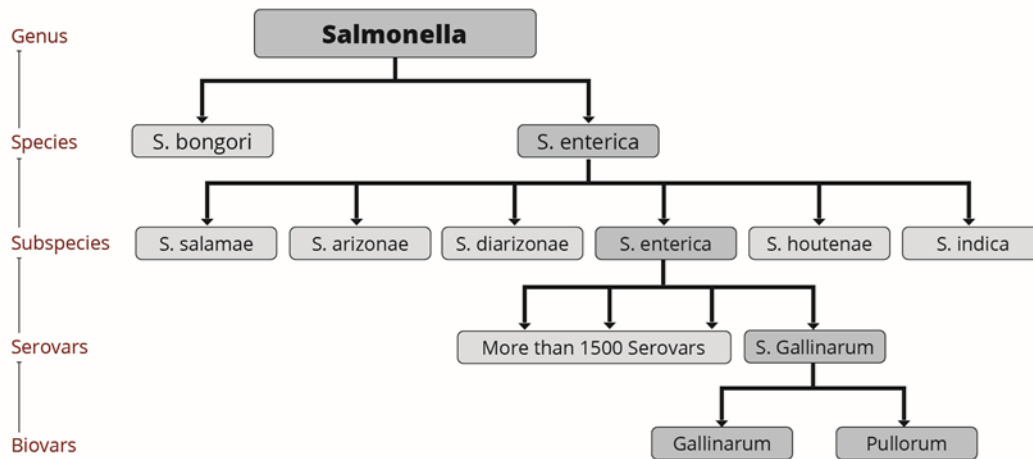 Genus
Salmonella
Species
S. bongori
S. enterica
Subspecies
S. salamae
S. arizonae
S. diarizonae
S. enterica
S. houtenae
S. indica
Serovars
More than 1500 Serovars
S. Gallinarum
Biovars
Gallinarum
Pullorum